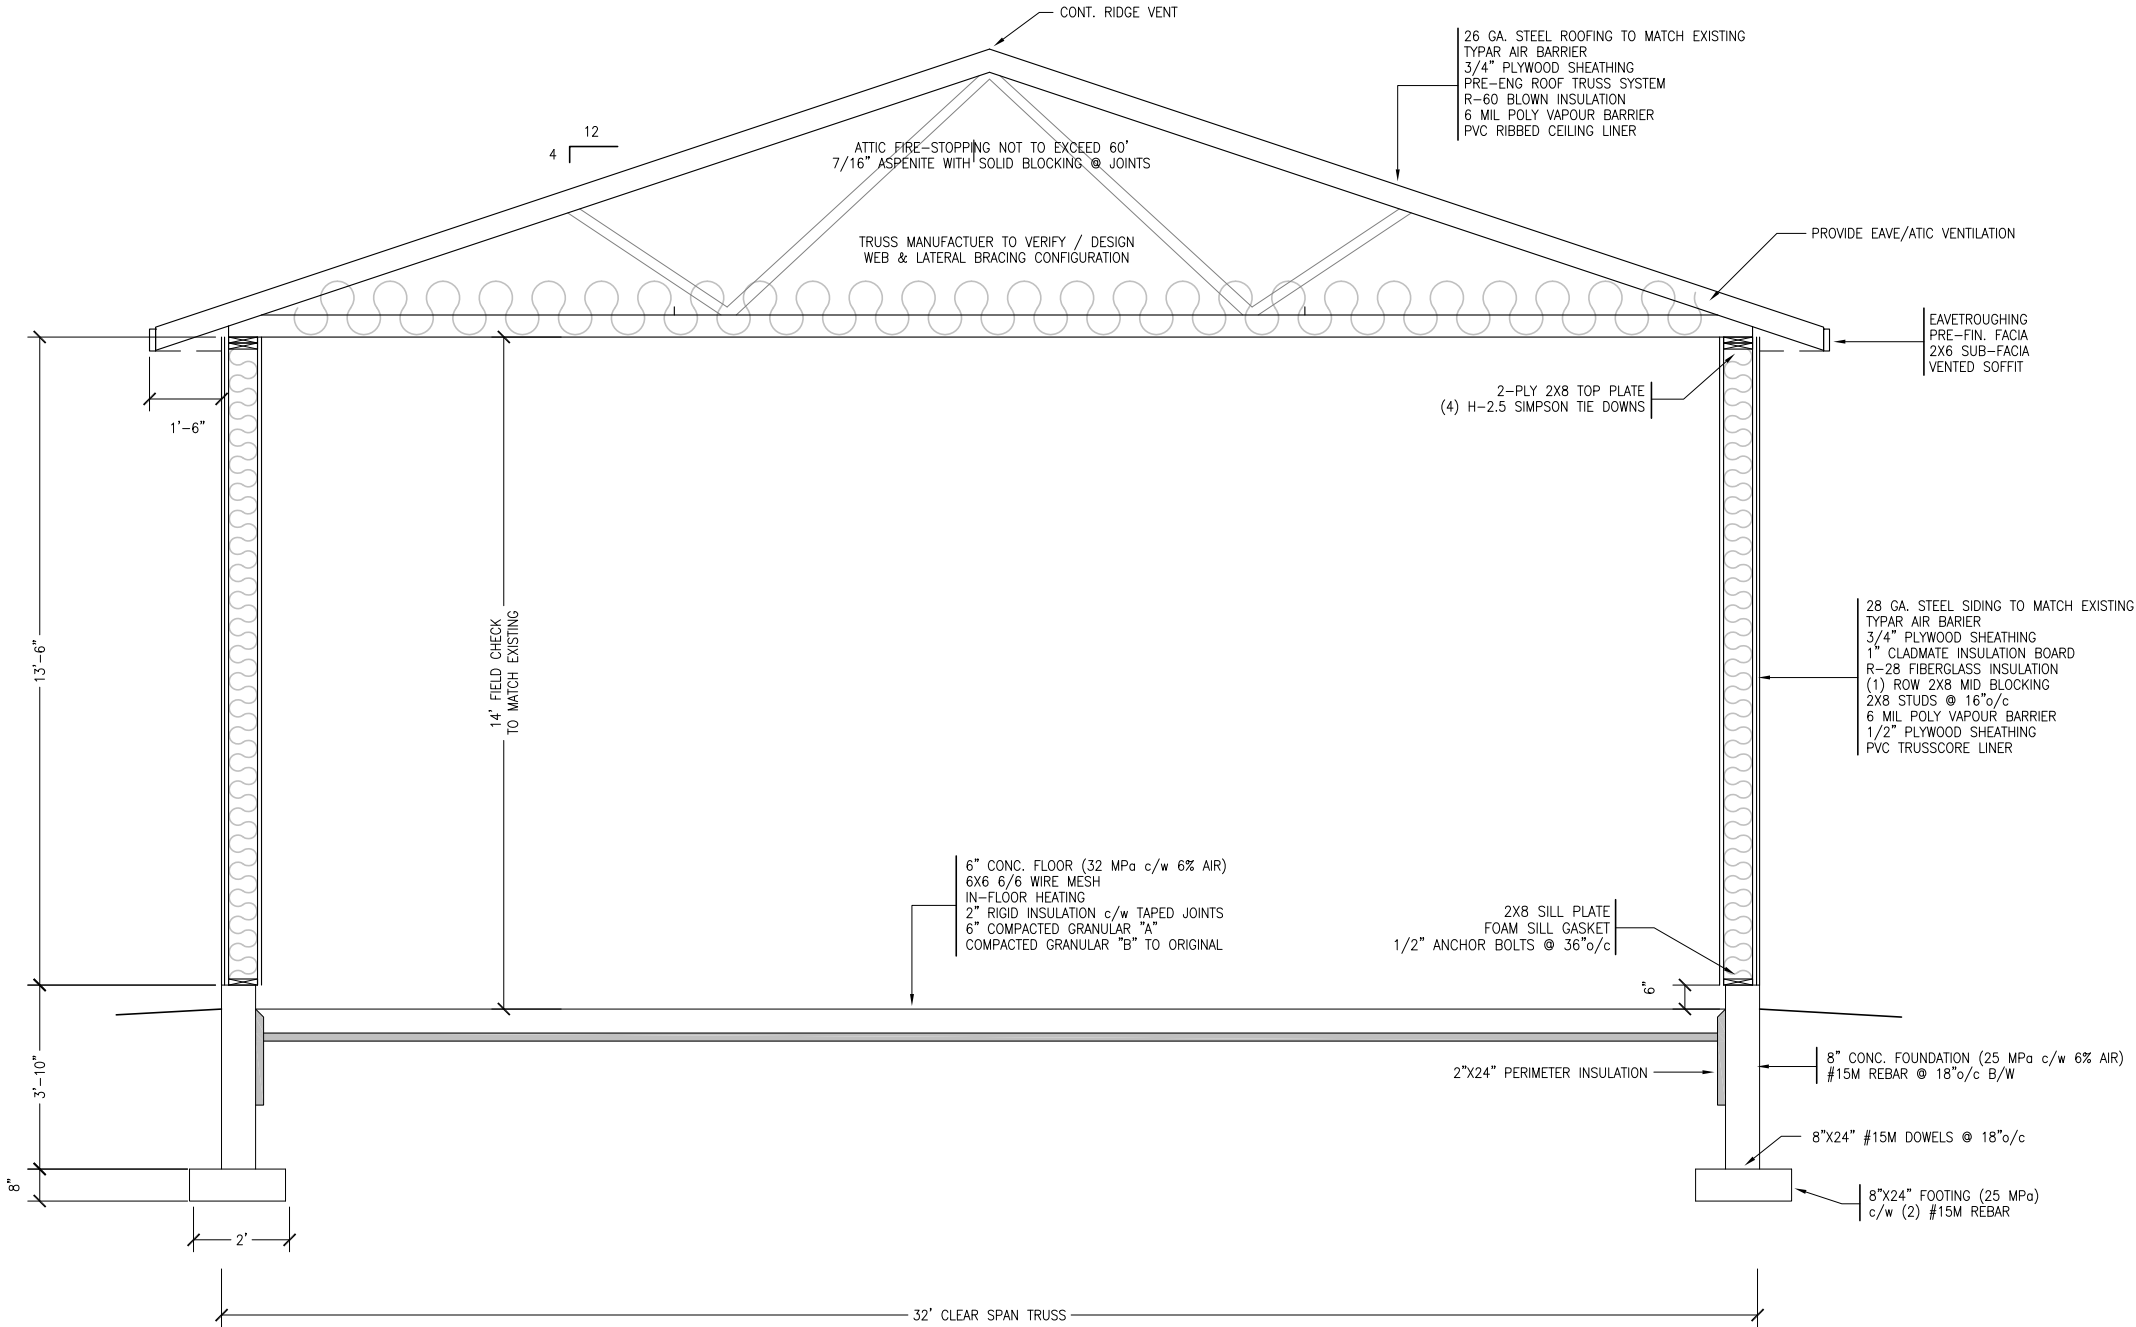 CONT. RIDGE VENT
26 GA. STEEL ROOFING TO MATCH EXISTING
TYPAR AIR BARRIER
3/4" PLYWOOD SHEATHING
PRE-ENG ROOF TRUSS SYSTEM
R-60 BLOWN INSULATION
6 MIL POLY VAPOUR BARRIER
PVC RIBBED CEILING LINER
12
4
ATTIC FIRE-STOPPING NOT TO EXCEED 60'
7/16" ASPENITE WITH SOLID BLOCKING @ JOINTS
TRUSS MANUFACTUER TO VERIFY / DESIGN
WEB & LATERAL BRACING CONFIGURATION
PROVIDE EAVE/ATIC VENTILATION
EAVETROUGHING
PRE-FIN. FACIA
2X6 SUB-FACIA
VENTED SOFFIT
2-PLY 2X8 TOP PLATE
(4) H-2.5 SIMPSON TIE DOWNS
1'-6"
13'-6"
14' FIELD CHECK
TO MATCH EXISTING
28 GA. STEEL SIDING TO MATCH EXISTING
TYPAR AIR BARIER
3/4" PLYWOOD SHEATHING
1" CLADMATE INSULATION BOARD
R-28 FIBERGLASS INSULATION
(1) ROW 2X8 MID BLOCKING
2X8 STUDS @ 16"o/c
6 MIL POLY VAPOUR BARRIER
1/2" PLYWOOD SHEATHING
PVC TRUSSCORE LINER
6" CONC. FLOOR (32 MPa c/w 6% AIR)
6X6 6/6 WIRE MESH
IN-FLOOR HEATING
2" RIGID INSULATION c/w TAPED JOINTS
6" COMPACTED GRANULAR "A"
COMPACTED GRANULAR "B" TO ORIGINAL
2X8 SILL PLATE
FOAM SILL GASKET
1/2" ANCHOR BOLTS @ 36"o/c
6"
3'-10"
2"X24" PERIMETER INSULATION
8" CONC. FOUNDATION (25 MPa c/w 6% AIR)
#15M REBAR @ 18"o/c B/W
8"X24" #15M DOWELS @ 18"o/c
8"
8"X24" FOOTING (25 MPa)
c/w (2) #15M REBAR
2'
32' CLEAR SPAN TRUSS